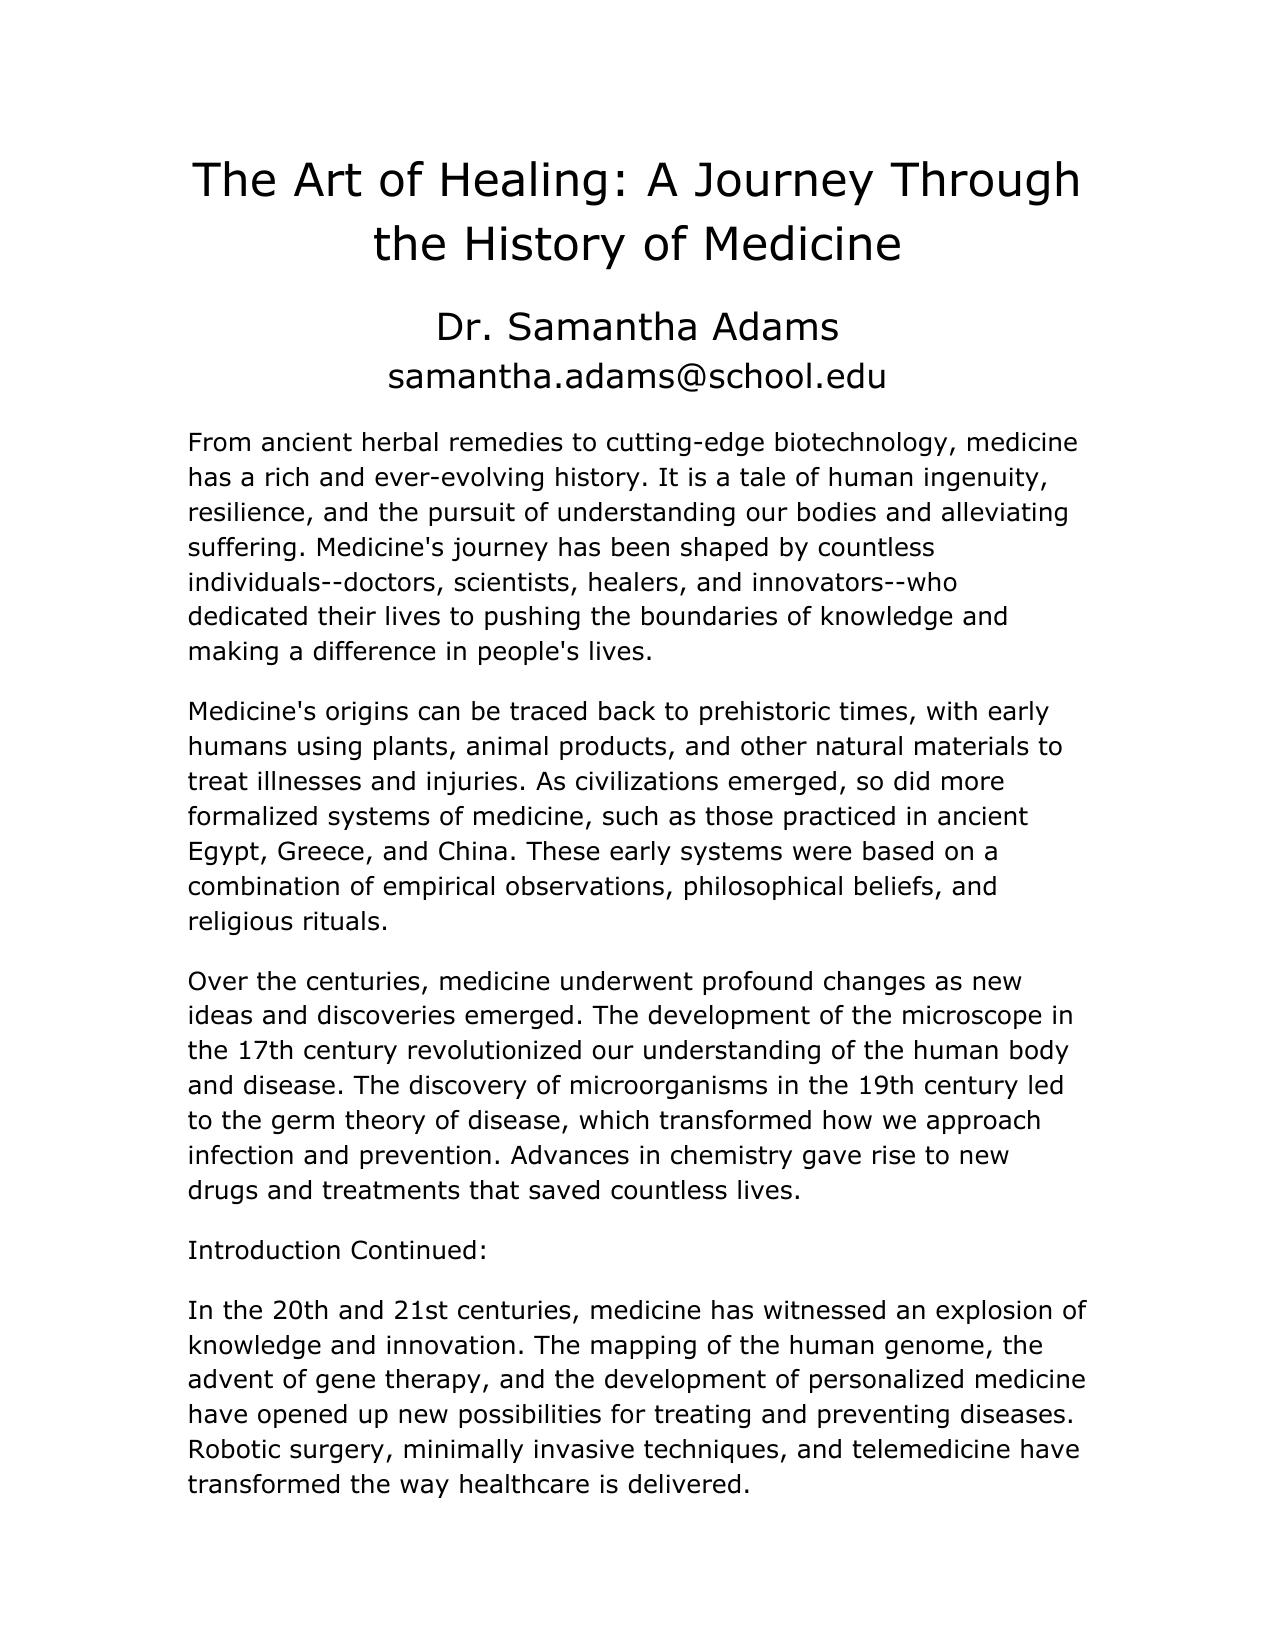 The Art of Healing: A Journey Through
the History of Medicine
Dr. Samantha Adams
samantha.adams@school.edu
From ancient herbal remedies to cutting-edge biotechnology, medicine
has a rich and ever-evolving history. It is a tale of human ingenuity,
resilience, and the pursuit of understanding our bodies and alleviating
suffering. Medicine's journey has been shaped by countless
individuals--doctors, scientists, healers, and innovators--who
dedicated their lives to pushing the boundaries of knowledge and
making a difference in people's lives.
Medicine's origins can be traced back to prehistoric times, with early
humans using plants, animal products, and other natural materials to
treat illnesses and injuries. As civilizations emerged, so did more
formalized systems of medicine, such as those practiced in ancient
Egypt, Greece, and China. These early systems were based on a
combination of empirical observations, philosophical beliefs, and
religious rituals.
Over the centuries, medicine underwent profound changes as new
ideas and discoveries emerged. The development of the microscope in
the 17th century revolutionized our understanding of the human body
and disease. The discovery of microorganisms in the 19th century led
to the germ theory of disease, which transformed how we approach
infection and prevention. Advances in chemistry gave rise to new
drugs and treatments that saved countless lives.
Introduction Continued:
In the 20th and 21st centuries, medicine has witnessed an explosion of
knowledge and innovation. The mapping of the human genome, the
advent of gene therapy, and the development of personalized medicine
have opened up new possibilities for treating and preventing diseases.
Robotic surgery, minimally invasive techniques, and telemedicine have
transformed the way healthcare is delivered.